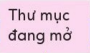 Thư mục
đang mở